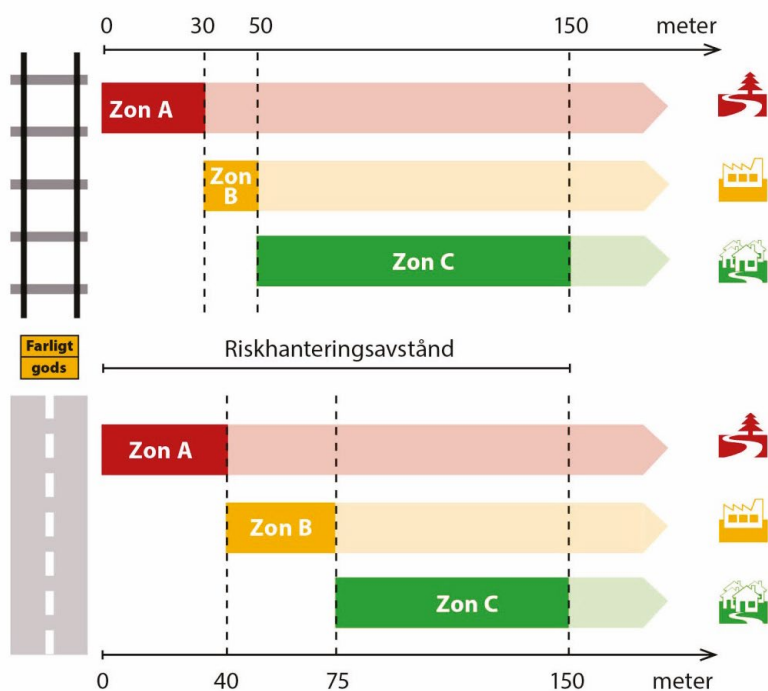 0 30 50 150 meter
Zon A
Zon
B
Zon C
Farligt
gods
Riskhanteringsavstånd
Zon A
Zon B
Zon C
0 40 75 150 meter